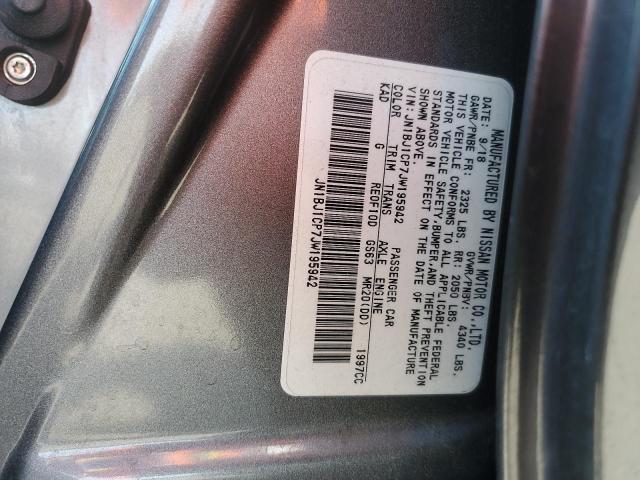 MANUFACTURED BY NISSAN MOTOR CO.,LTD.
DATE: 9/18 GVWR/PNBV: 4340 LBS.
GAWR/PNBE FR: 2325 LBS. RR: 2050 LBS.
THIS VEHICLE CONFORMS TO ALL APPLICABLE FEDERAL
MOTOR VEHICLE SAFETY,BUMPER,AND THEFT PREVENTION
STANDARDS IN EFFECT ON THE DATE OF MANUFACTURE
SHOWN ABOVE.
VIN:JN1BJ1CP7JW195942 PASSENGER CAR
COLOR TRIM TRANS AXLE ENGINE
KAD G RE0F10D GS63 MR20(DD) 1997CC
JN1BJ1CP7JW195942